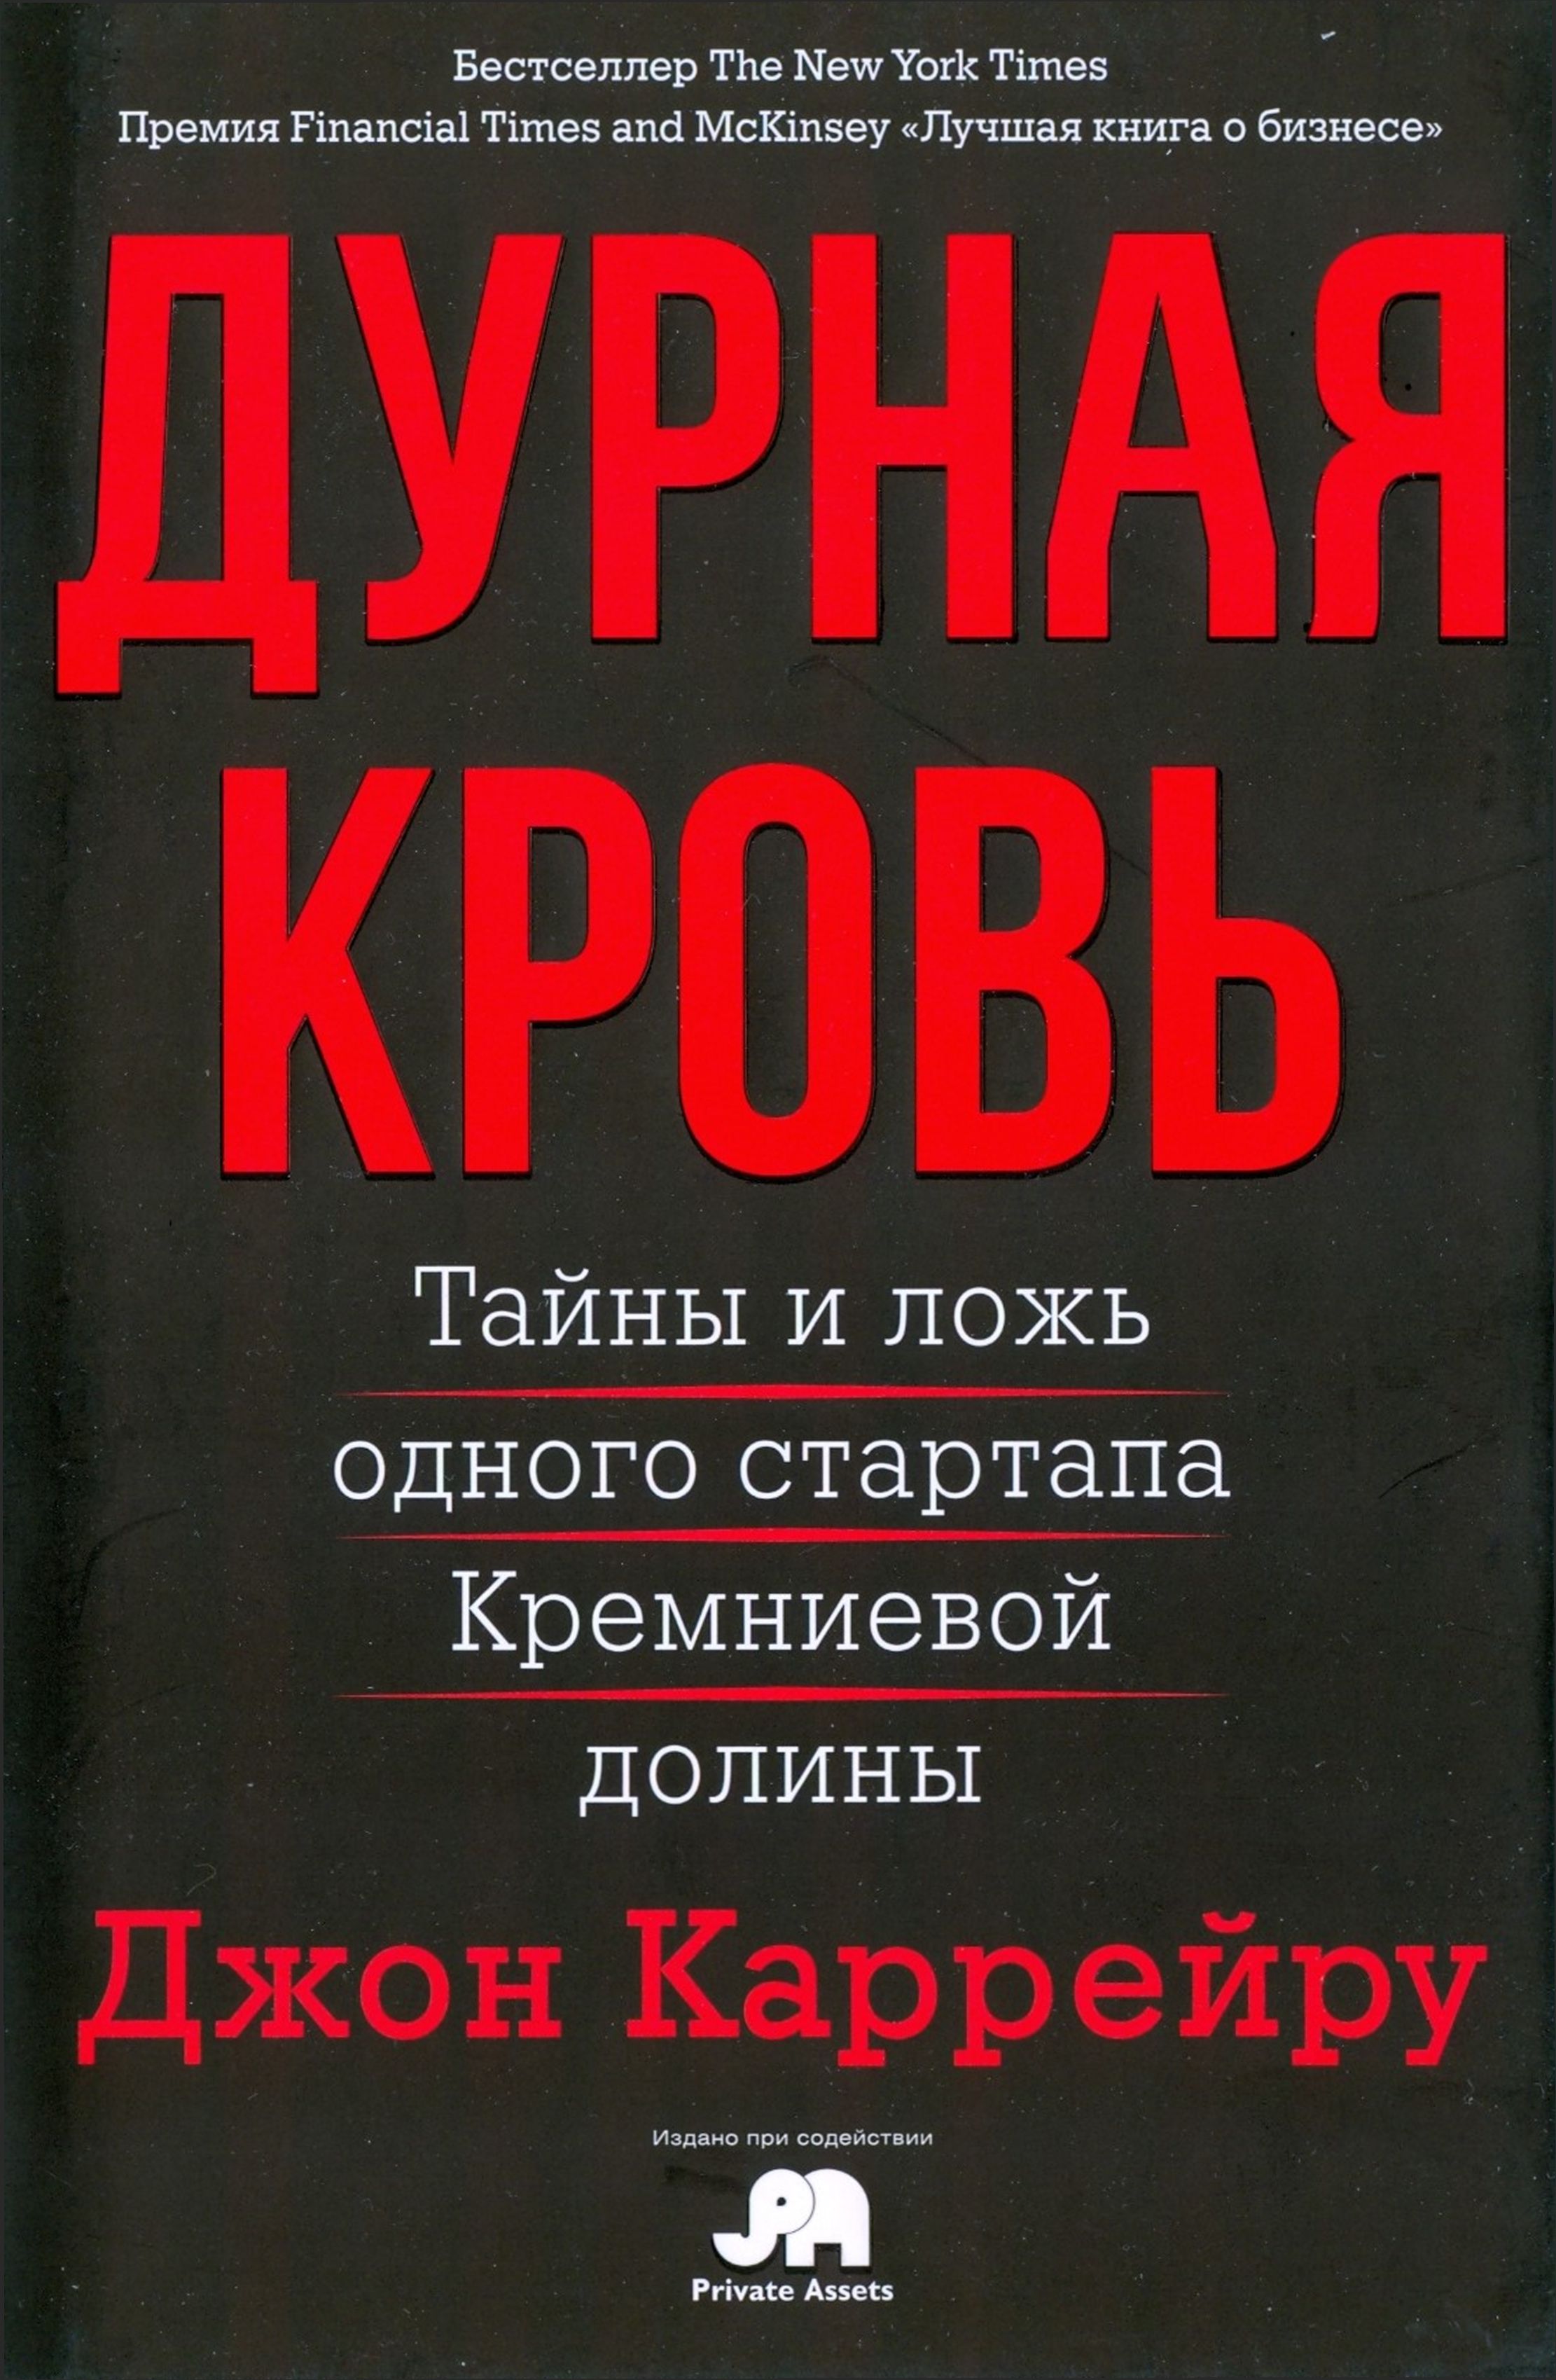 Бестселлер The New York Times
Премия Financial Times and McKinsey «Лучшая книга о бизнесе»
ДУРНАЯ
КРОВЬ
Тайны и ложь
одного стартапа
Кремниевой
долины
Джон Каррейру
Издано при содействии
PA
Private Assets